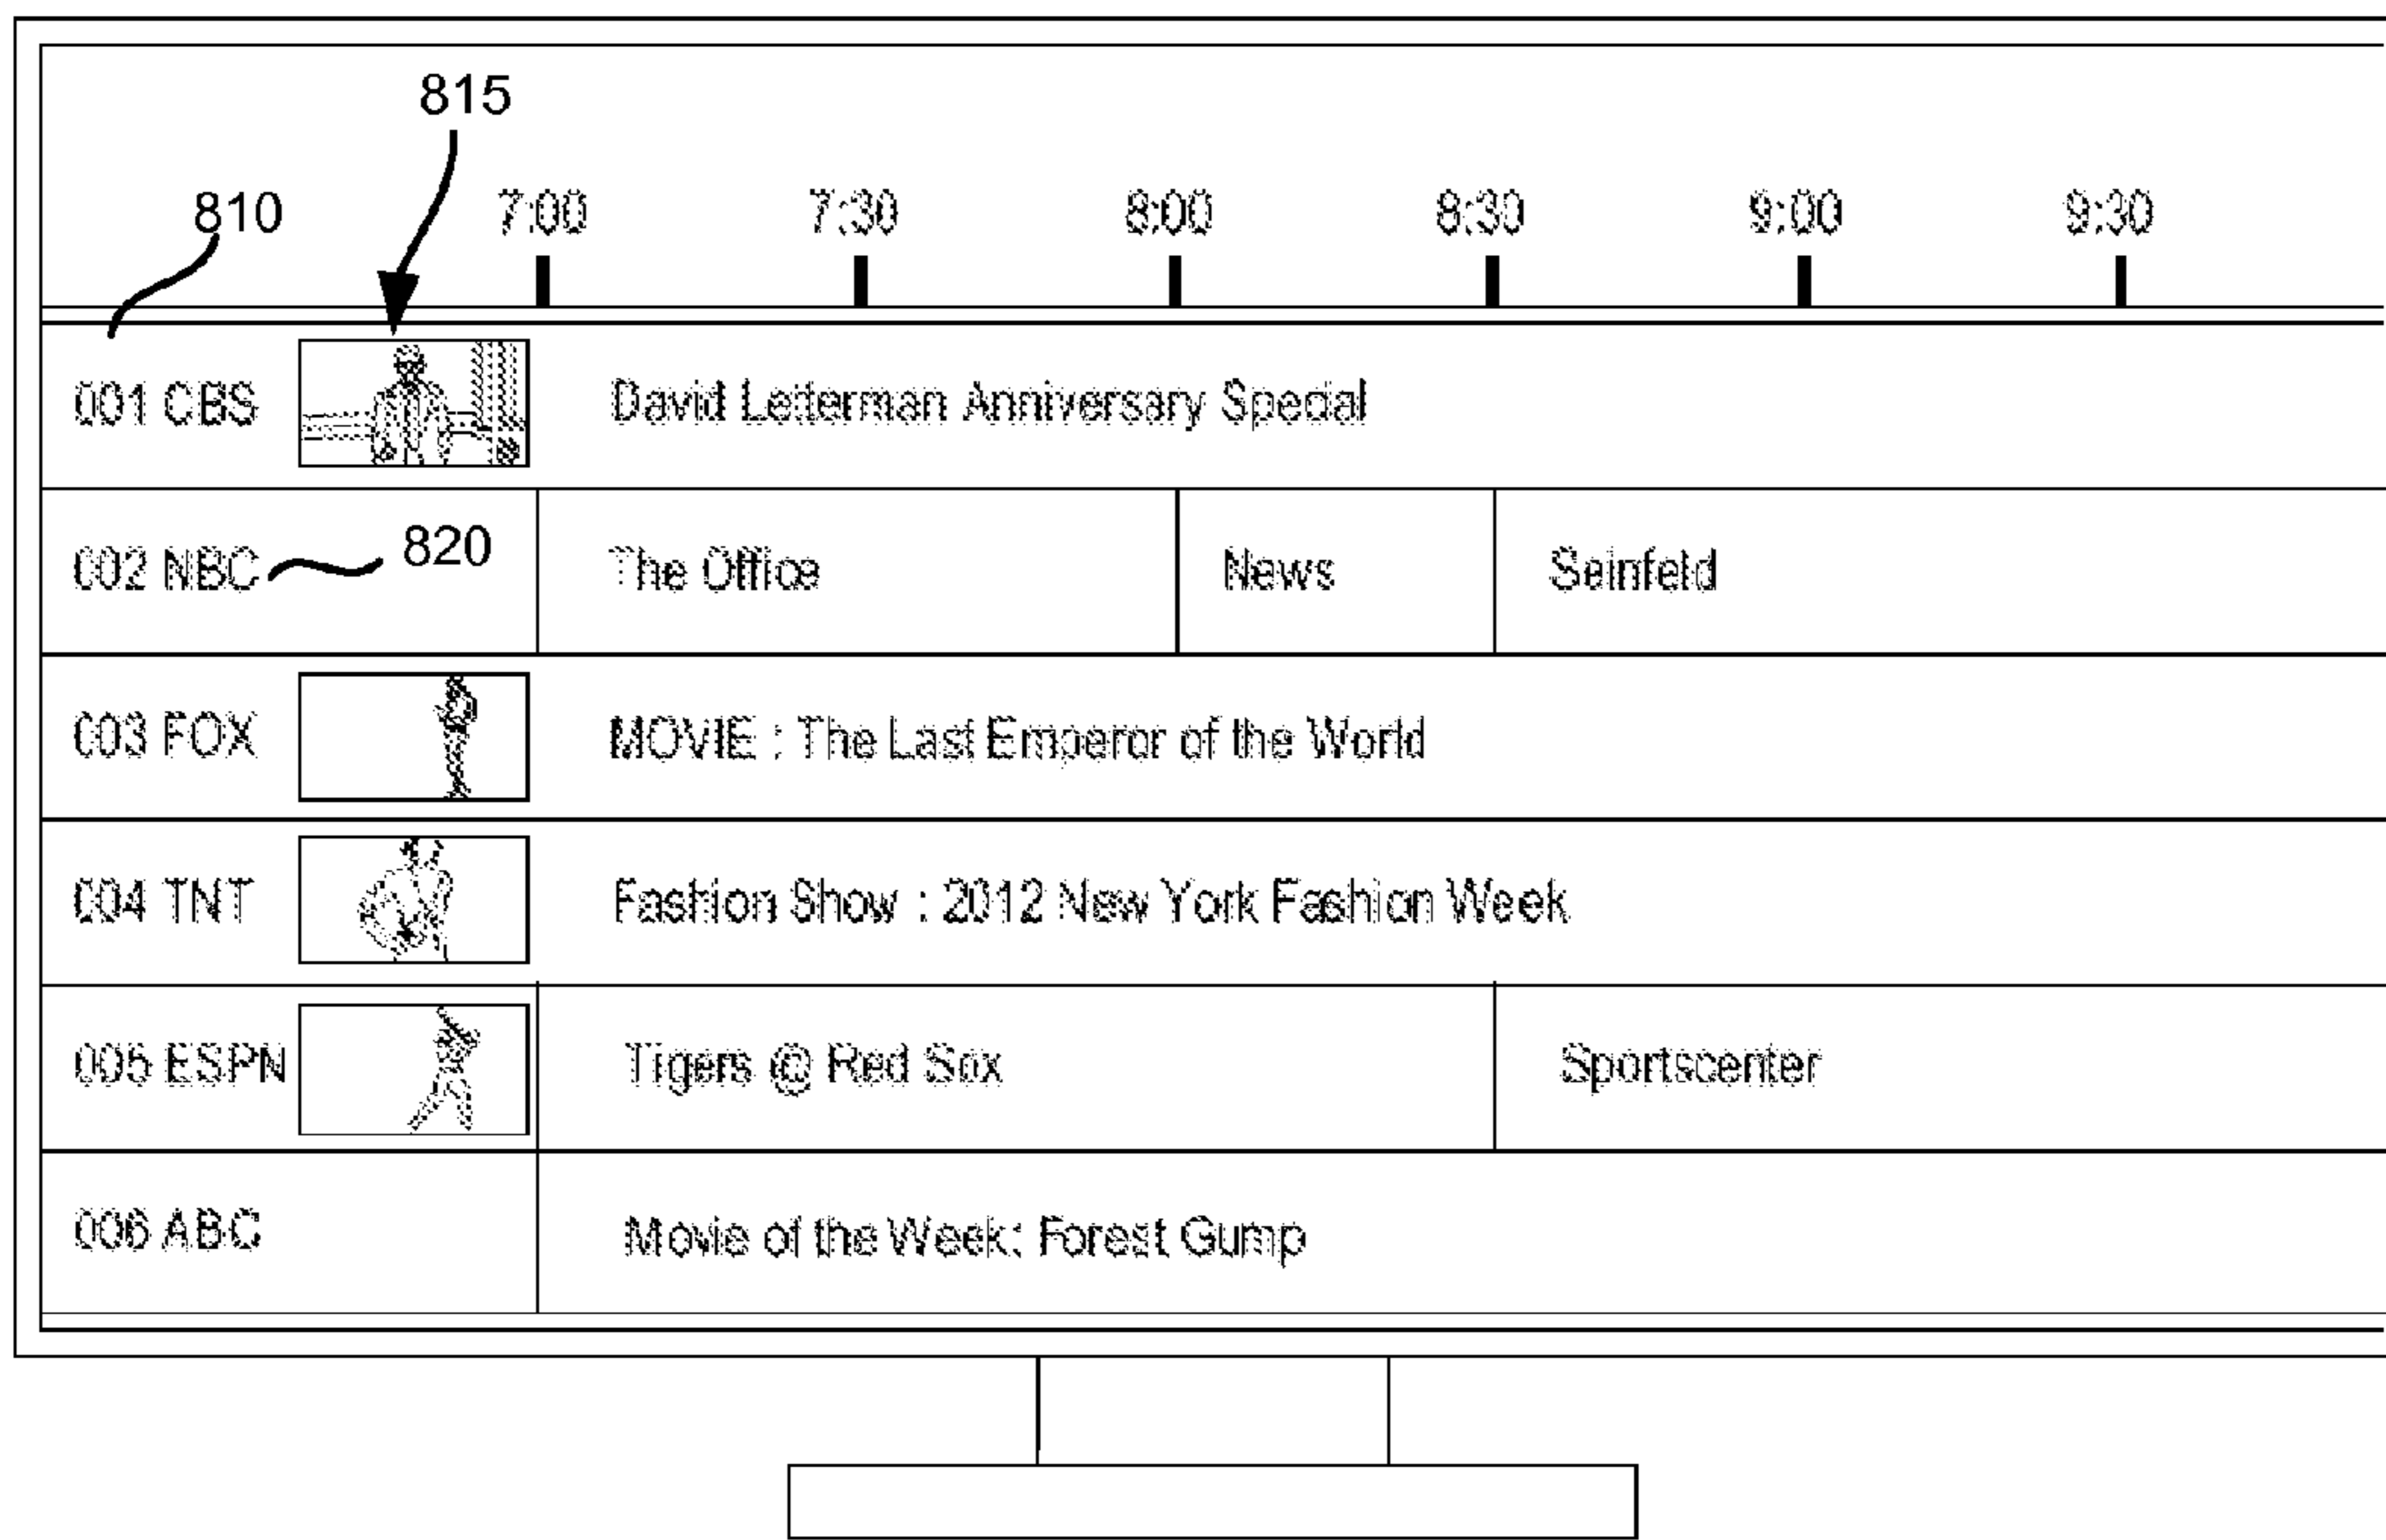 815
810 7:00 7:30 8:00 8:30 9:00 9:30
001 CBS David Letterman Anniversary Special
002 NBC 820 The Office News Seinfeld
003 FOX MOVIE : The Last Emperor of the World
004 TNT Fashion Show : 2012 New York Fashion Week
005 ESPN Tigers @ Red Sox Sportscenter
006 ABC Movie of the Week: Forest Gump